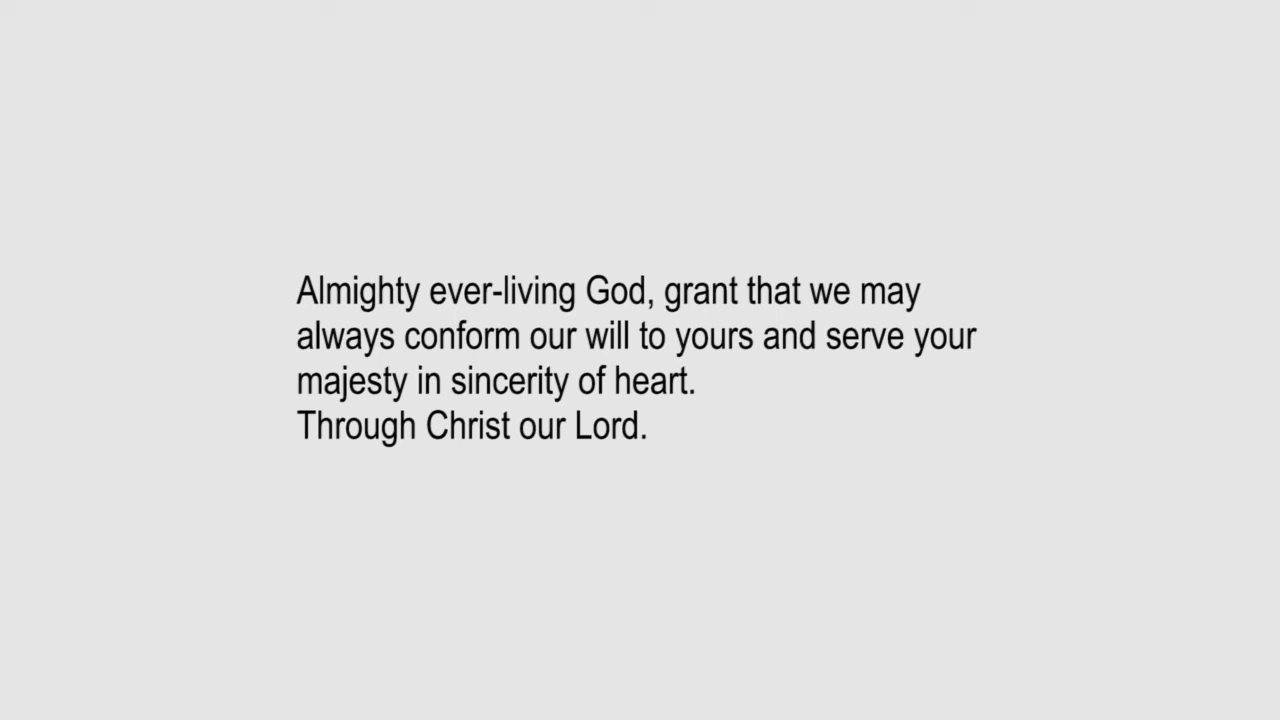 Almighty ever-living God, grant that we may
always conform our will to yours and serve your
majesty in sincerity of heart.
Through Christ our Lord.